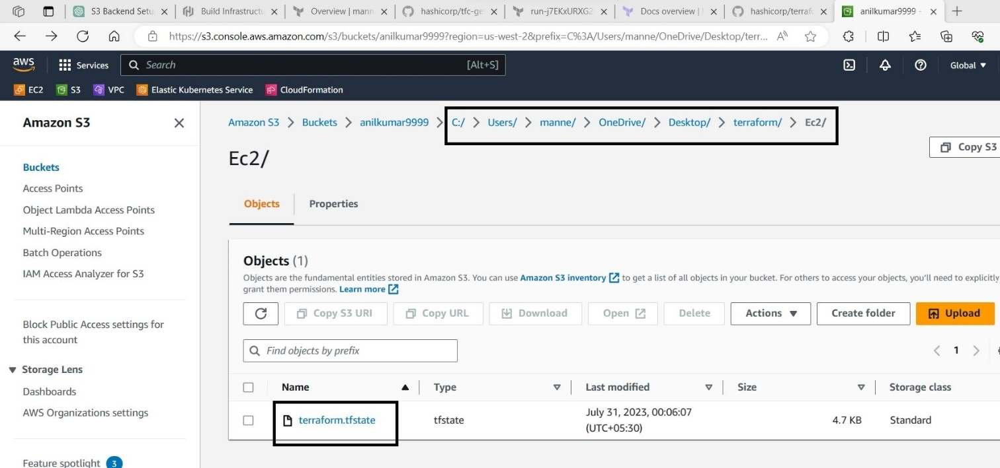 S3 Backend Setu
Build Infrastructu
Overview | mann
hashicorp/tfc-ge
run-j7EKxURXG2
Docs overview |
hashicorp/terrafo
anilkumar9999 -
https://s3.console.aws.amazon.com/s3/buckets/anilkumar9999?region=us-west-2&prefix=C%3A/Users/manne/OneDrive/Desktop/terr...
aws
Services
Search
[Alt+S]
Global
EC2
S3
VPC
Elastic Kubernetes Service
CloudFormation
Amazon S3
Buckets
Access Points
Object Lambda Access Points
Multi-Region Access Points
Batch Operations
IAM Access Analyzer for S3
Block Public Access settings for
this account
Storage Lens
Dashboards
AWS Organizations settings
Feature spotlight 3
Amazon S3 > Buckets > anilkumar9999 > C:/ > Users/ > manne/ > OneDrive/ > Desktop/ > terraform/ > Ec2/
Ec2/
Copy S3
Objects
Properties
Objects (1)
Objects are the fundamental entities stored in Amazon S3. You can use Amazon S3 inventory to get a list of all objects in your bucket. For others to access your objects, you'll need to explicitly
grant them permissions. Learn more
Copy S3 URI
Copy URL
Download
Open
Delete
Actions
Create folder
Upload
Find objects by prefix
1
Name
Type
Last modified
Size
Storage class
terraform.tfstate
tfstate
July 31, 2023, 00:06:07
(UTC+05:30)
4.7 KB
Standard